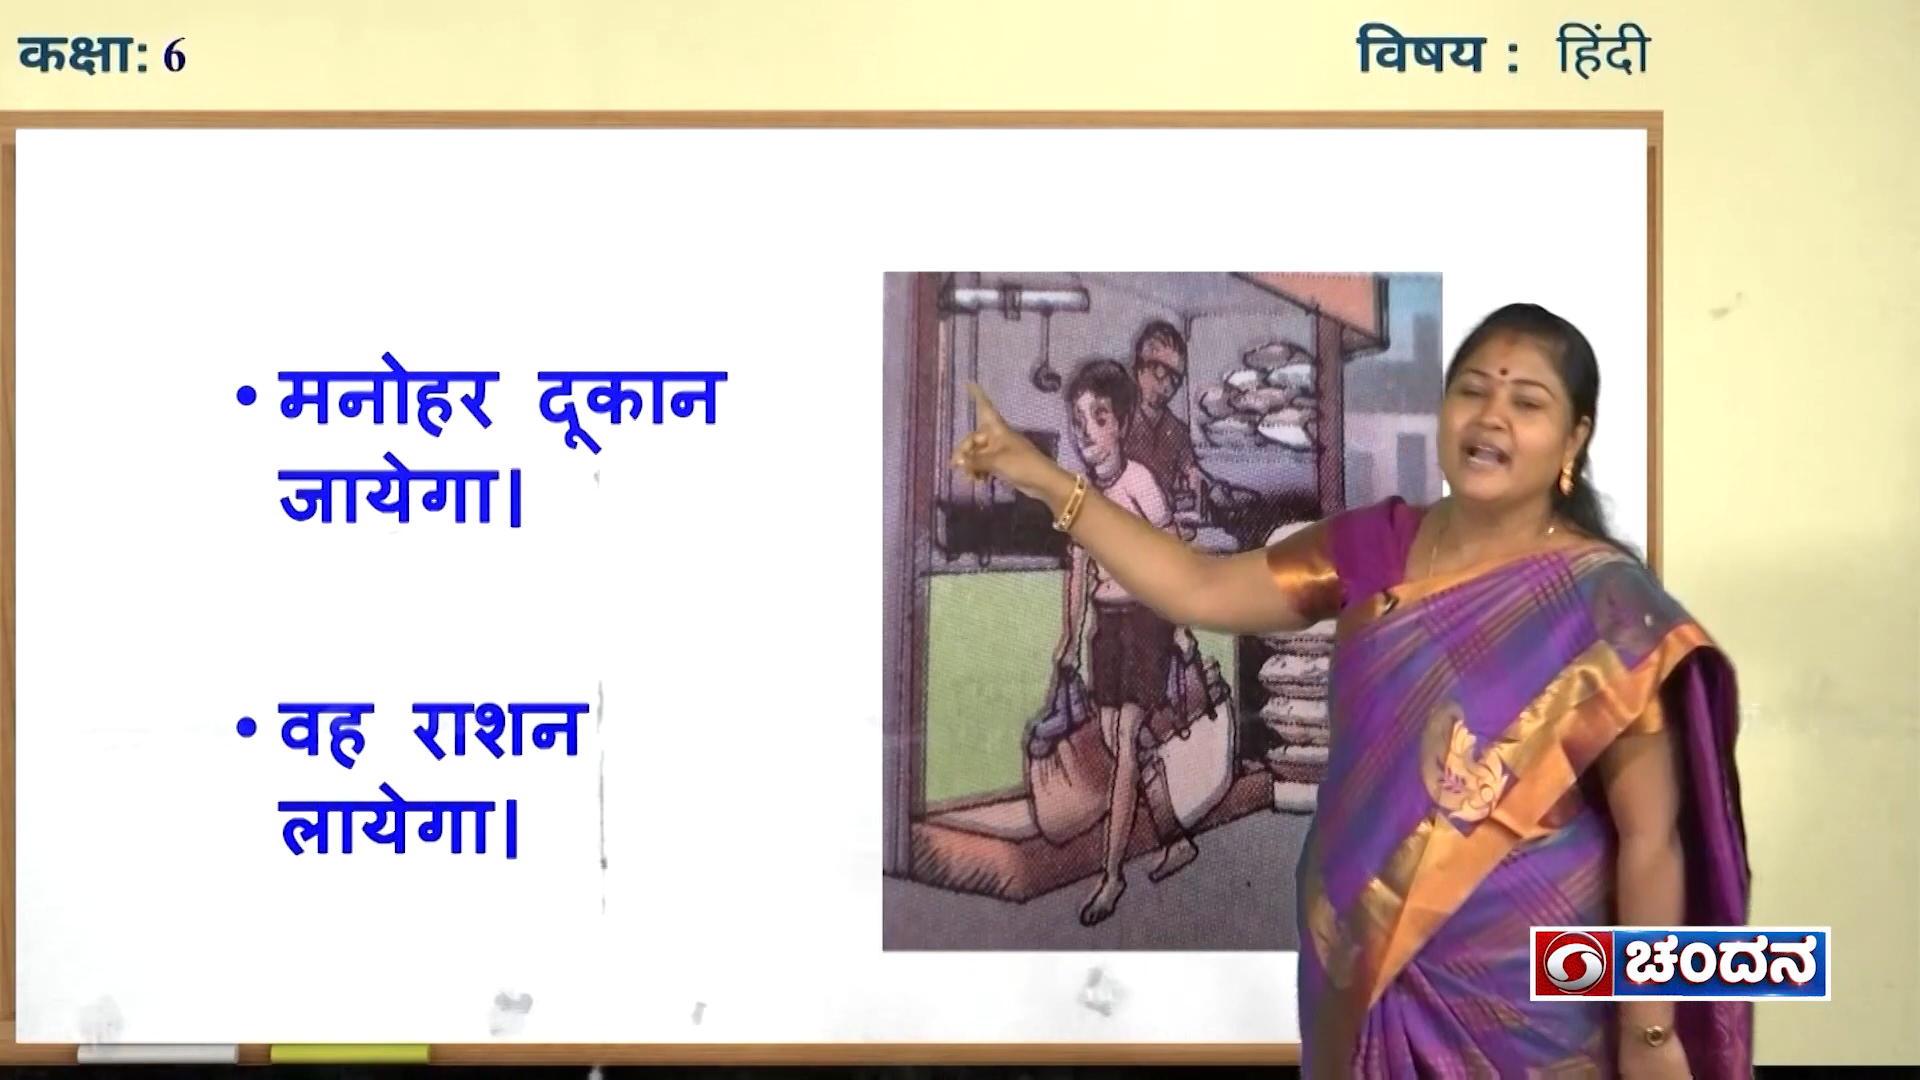 कक्षा: 6
विषय : हिंदी
• मनोहर दूकान
जायेगा।
• वह राशन
लायेगा।
ಚಂದನ